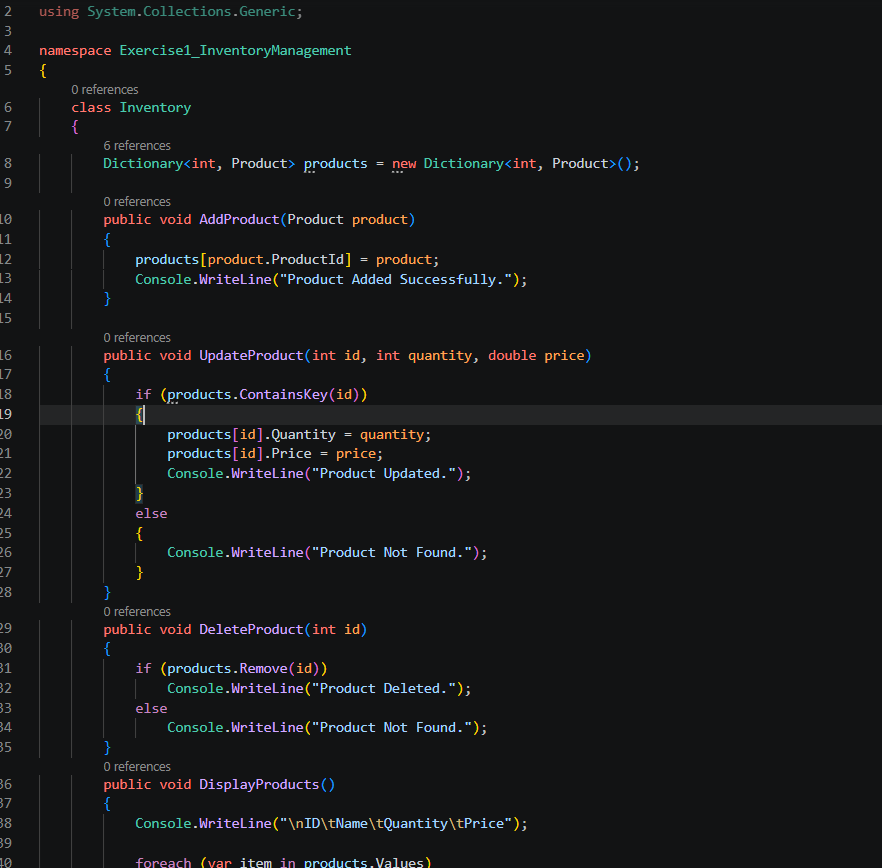 2 using System.Collections.Generic;
3
4 namespace Exercise1_InventoryManagement
5 {
0 references
6 class Inventory
7 {
6 references
8 Dictionary<int, Product> products = new Dictionary<int, Product>();
9
0 references
10 public void AddProduct(Product product)
11 {
12 products[product.ProductId] = product;
13 Console.WriteLine("Product Added Successfully.");
14 }
15
0 references
16 public void UpdateProduct(int id, int quantity, double price)
17 {
18 if (products.ContainsKey(id))
19 {
20 products[id].Quantity = quantity;
21 products[id].Price = price;
22 Console.WriteLine("Product Updated.");
23 }
24 else
25 {
26 Console.WriteLine("Product Not Found.");
27 }
28 }
0 references
29 public void DeleteProduct(int id)
30 {
31 if (products.Remove(id))
32 Console.WriteLine("Product Deleted.");
33 else
34 Console.WriteLine("Product Not Found.");
35 }
0 references
36 public void DisplayProducts()
37 {
38 Console.WriteLine("\nID\tName\tQuantity\tPrice");
39
40 foreach (var item in products.Values)